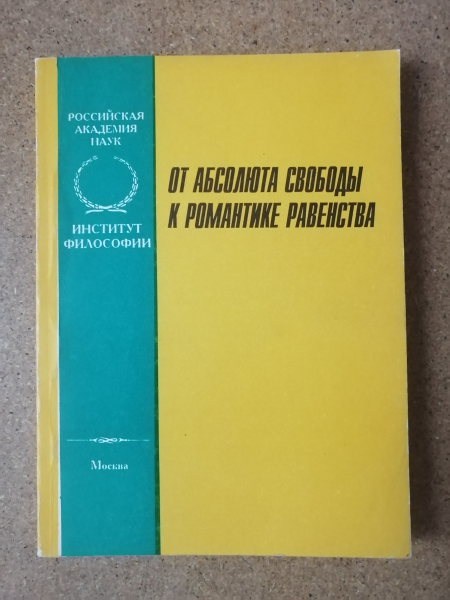 РОССИЙСКАЯ
АКАДЕМИЯ
НАУК
ИНСТИТУТ
ФИЛОСОФИИ
ОТ АБСОЛЮТА СВОБОДЫ
К РОМАНТИКЕ РАВЕНСТВА
Москва